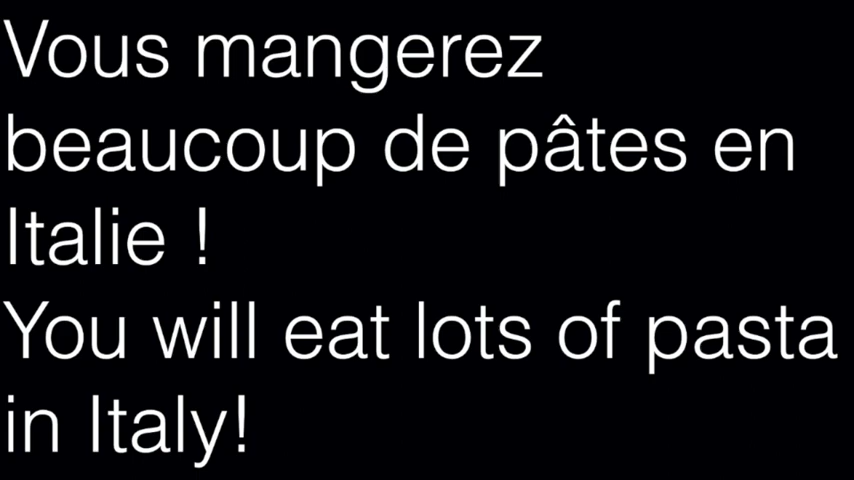 Vous mangerez
beaucoup de pâtes en
Italie !
You will eat lots of pasta
in Italy!